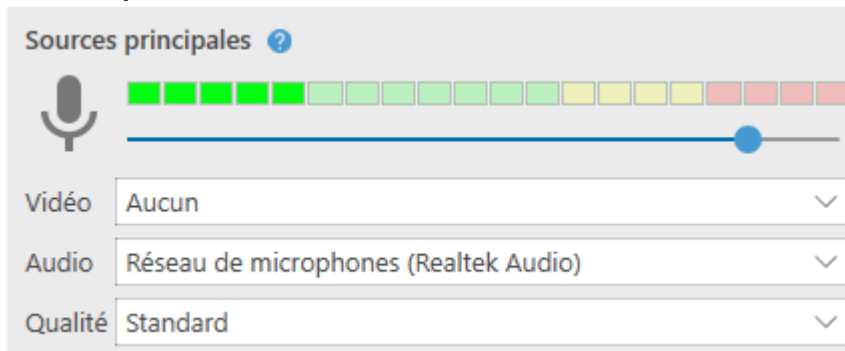 Sources principales ?
Vidéo Aucun
Audio Réseau de microphones (Realtek Audio)
Qualité Standard